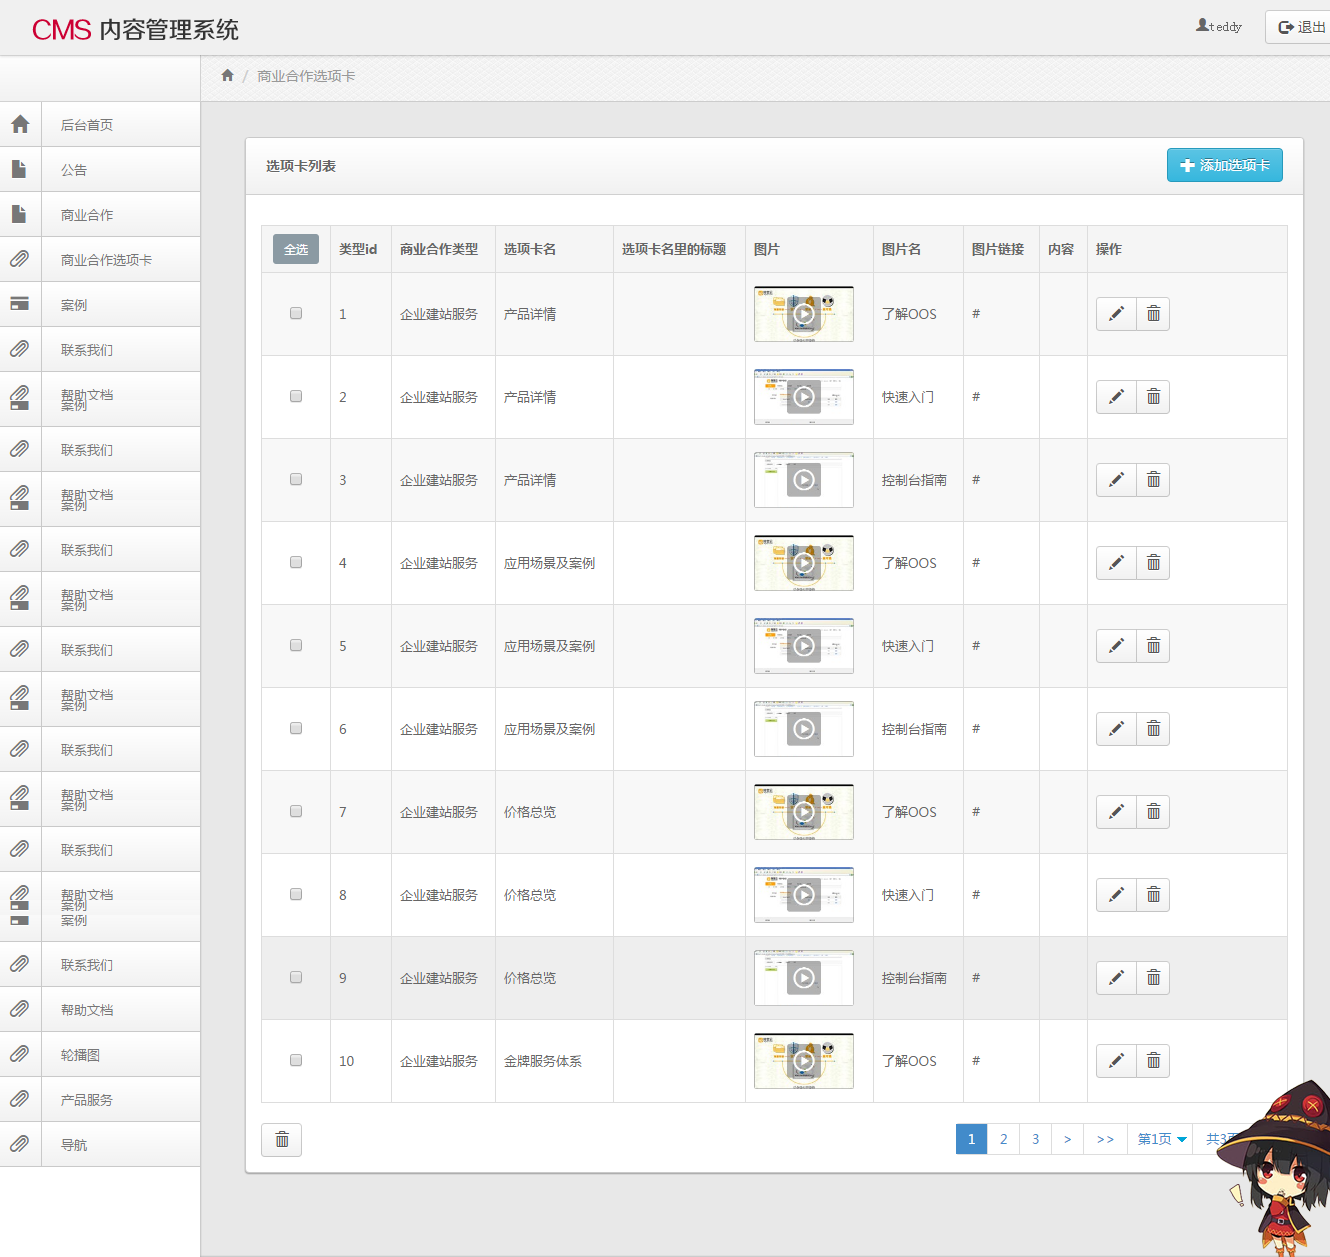 CMS 内容管理系统
teddy
退出
/ 商业合作选项卡
后台首页
公告
商业合作
商业合作选项卡
案例
联系我们
帮助文档
案例
联系我们
帮助文档
案例
联系我们
帮助文档
案例
联系我们
帮助文档
案例
联系我们
帮助文档
案例
联系我们
帮助文档
案例
案例
联系我们
帮助文档
轮播图
产品服务
导航
选项卡列表
添加选项卡
全选 类型id 商业合作类型 选项卡名 选项卡名里的标题 图片 图片名 图片链接 内容 操作
1 企业建站服务 产品详情 了解OOS #
2 企业建站服务 产品详情 快速入门 #
3 企业建站服务 产品详情 控制台指南 #
4 企业建站服务 应用场景及案例 了解OOS #
5 企业建站服务 应用场景及案例 快速入门 #
6 企业建站服务 应用场景及案例 控制台指南 #
7 企业建站服务 价格总览 了解OOS #
8 企业建站服务 价格总览 快速入门 #
9 企业建站服务 价格总览 控制台指南 #
10 企业建站服务 金牌服务体系 了解OOS #
1 2 3 > >> 第1页 共3页